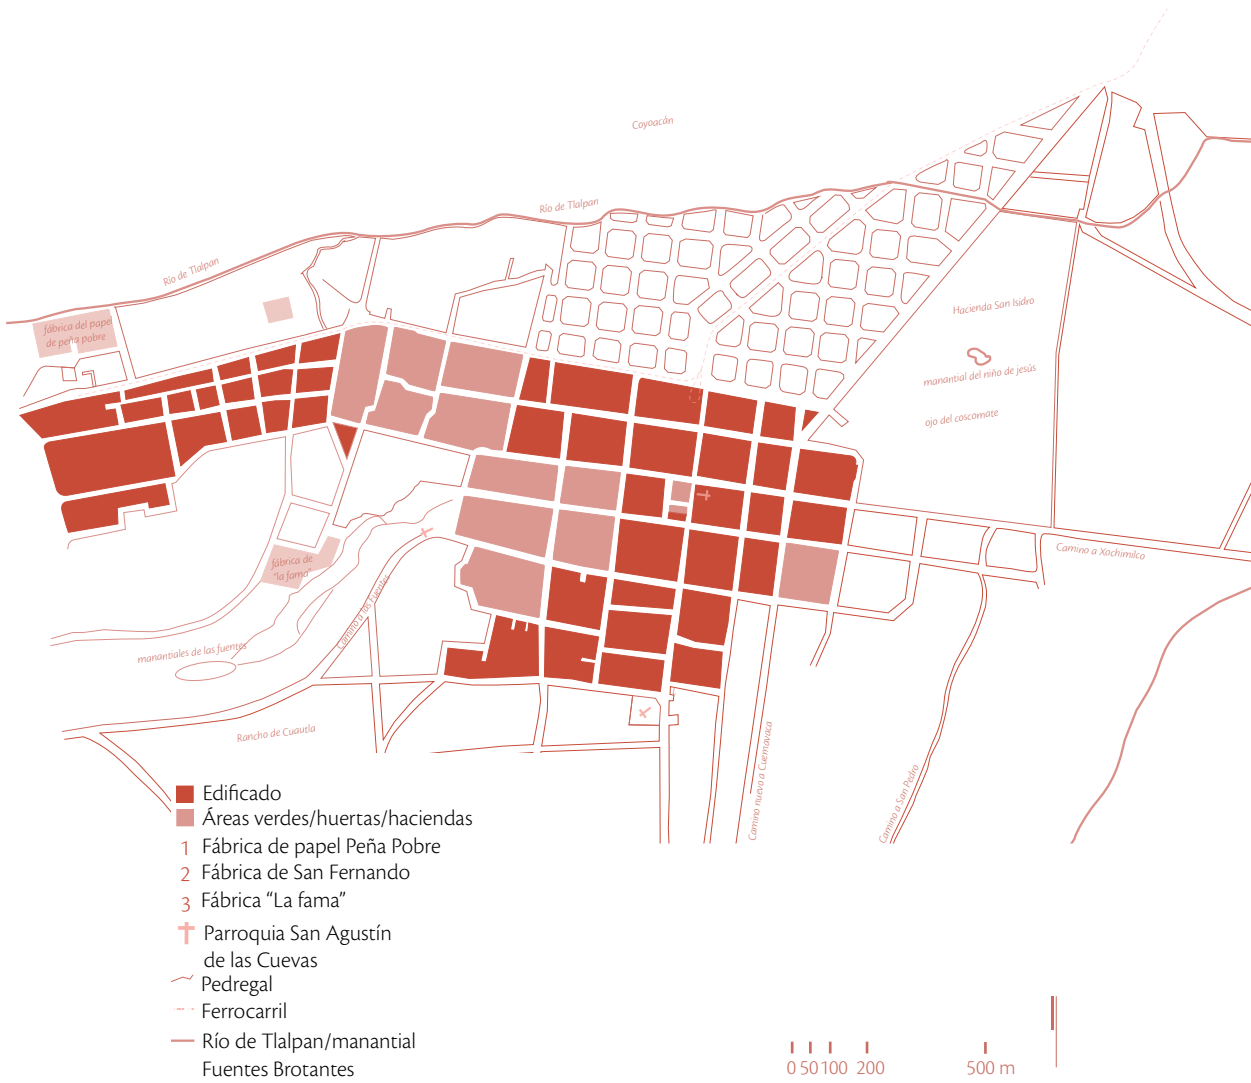 Coyoacán
Río de Tlalpan
Río de Tlalpan
Hacienda San Isidro
fábrica del papel
de peña pobre
manantial del niño de jesús
ojo del coscomate
Camino a Xochimilco
fábrica de
"la fama"
Camino a las Fuentes
manantiales de las fuentes
Rancho de Cuautla
Camino nuevo a Cuernavaca
Camino a San Pedro
Edificado
Áreas verdes/huertas/haciendas
1 Fábrica de papel Peña Pobre
2 Fábrica de San Fernando
3 Fábrica "La fama"
Parroquia San Agustín
de las Cuevas
Pedregal
Ferrocarril
Río de Tlalpan/manantial
Fuentes Brotantes
0 50 100 200 500 m